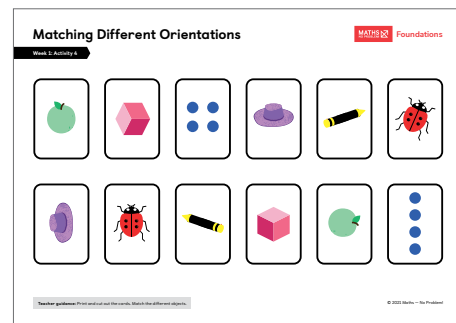 Matching Different Orientations
MATHS NO PROBLEM! Foundations
Week 1: Activity 4
Teacher guidance: Print and cut out the cards. Match the different objects.
© 2021 Maths — No Problem!